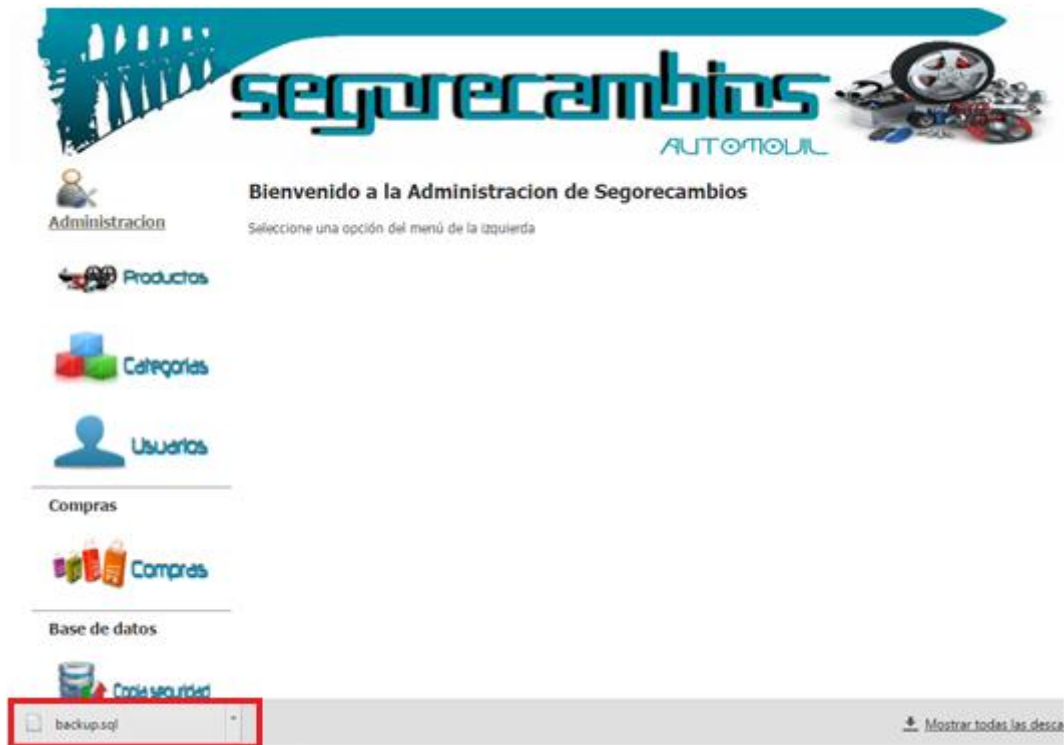 segorecambios
AUTOMOVIL
Administracion
Bienvenido a la Administracion de Segorecambios
Seleccione una opción del menú de la izquierda
Productos
Categorias
Usuarios
Compras
Compras
Base de datos
Copia seguridad
backup.sql
Mostrar todas las desca